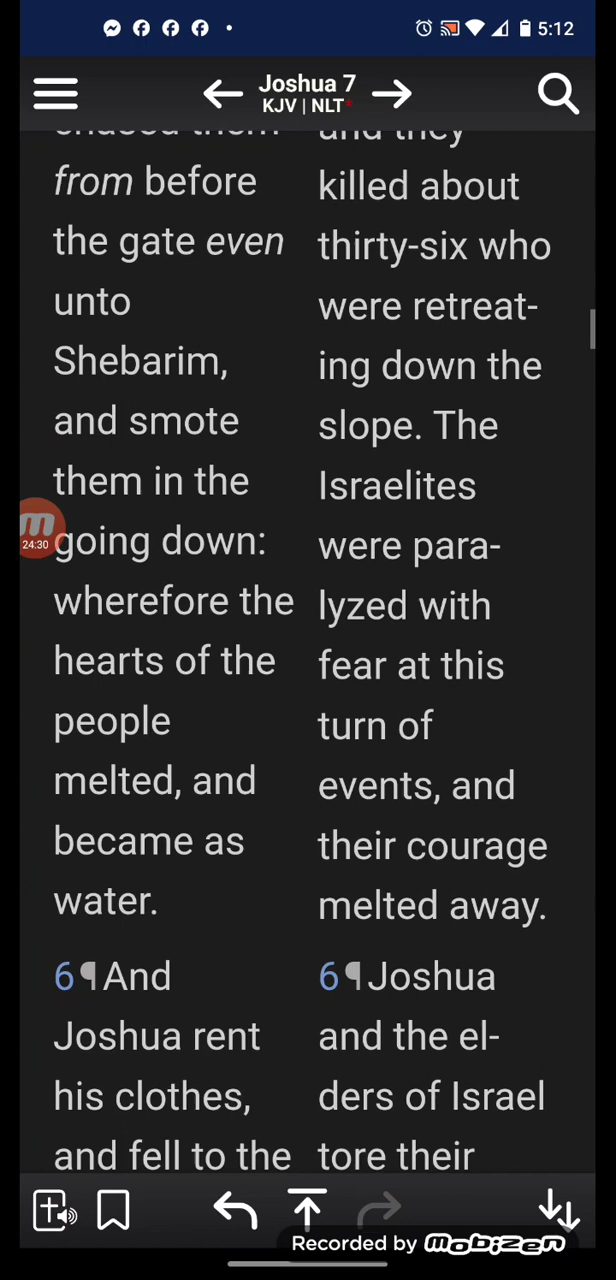 5:12
Joshua 7
KJV | NLT*
chased them
from before
the gate even
unto
Shebarim,
and smote
them in the
going down:
wherefore the
hearts of the
people
melted, and
became as
water.
6 ¶ And
Joshua rent
his clothes,
and fell to the
and they
killed about
thirty-six who
were retreat-
ing down the
slope. The
Israelites
were para-
lyzed with
fear at this
turn of
events, and
their courage
melted away.
6 ¶ Joshua
and the el-
ders of Israel
tore their
m
24:30
Recorded by mobizen